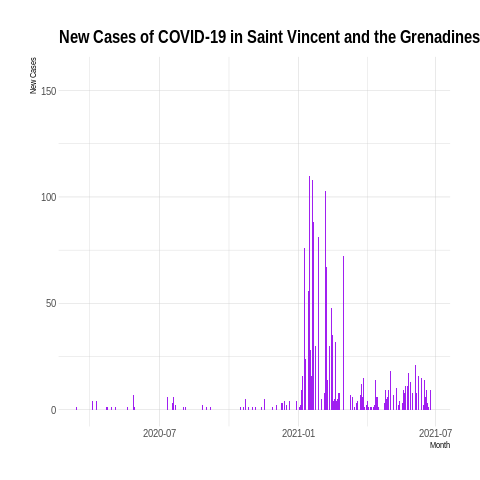 New Cases of COVID-19 in Saint Vincent and the Grenadines
New Cases
150
100
50
0
2020-07
2021-01
2021-07
Month